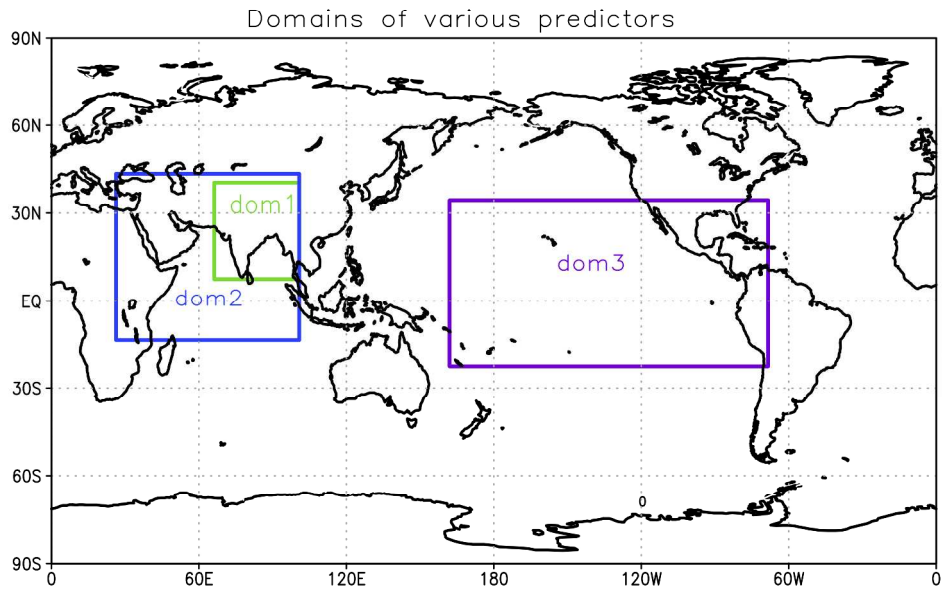 Domains of various predictors
90N
60N
30N
EQ
30S
60S
90S
dom1
dom2
dom3
0
0 60E 120E 180 120W 60W 0